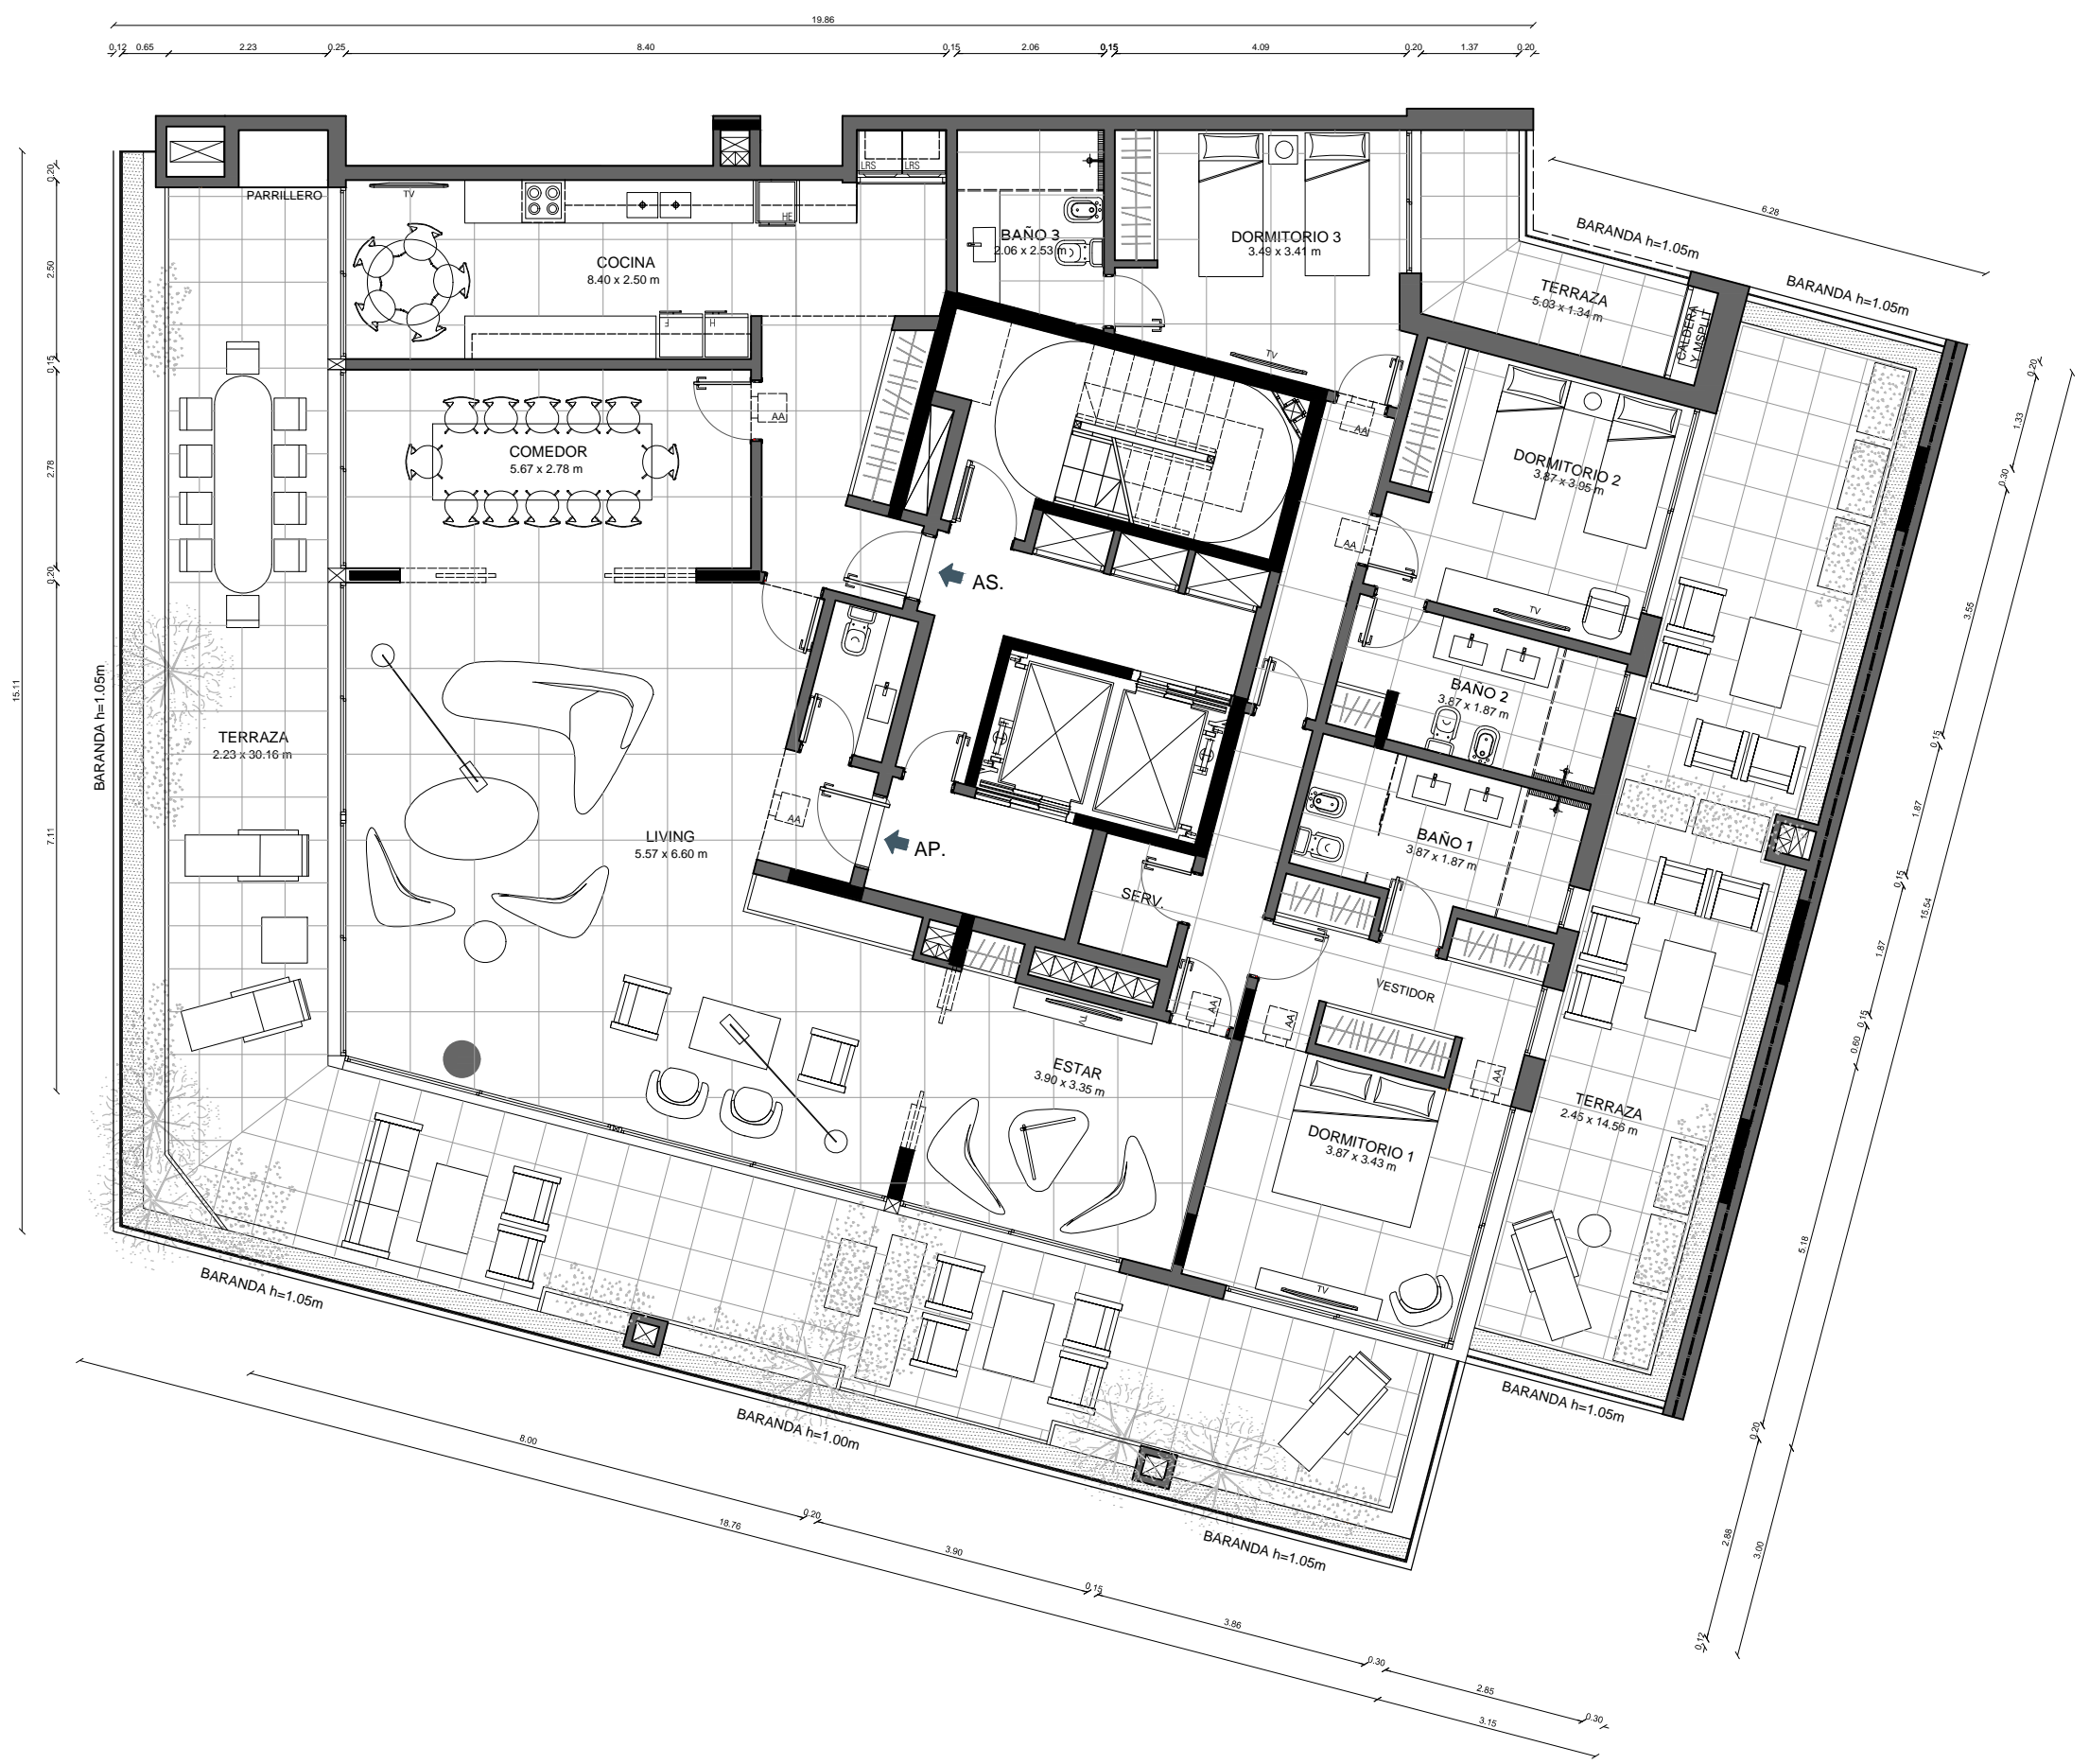 19.86
0.12 0.65 2.23 0.25 8.40 0.15 2.06 0.15 4.09 0.20 1.37 0.20
LRS LRS
PARRILLERO
TV
HE
COCINA
8.40 x 2.50 m
F H
BAÑO 3
2.06 x 2.53 m
DORMITORIO 3
3.49 x 3.41 m
TV
AA
6.28
BARANDA h=1.05m
BARANDA h=1.05m
TERRAZA
5.03 x 1.34 m
CALDERA
Y MSPLIT
COMEDOR
5.67 x 2.78 m
AA
DORMITORIO 2
3.87 x 3.95 m
AA
TV
AS.
BAÑO 2
3.87 x 1.87 m
TERRAZA
2.23 x 30.16 m
BARANDA h=1.05m
LIVING
5.57 x 6.60 m
AA
AP.
BAÑO 1
3.87 x 1.87 m
SERV.
VESTIDOR
AA
AA
AA
TV
ESTAR
3.90 x 3.35 m
DORMITORIO 1
3.87 x 3.43 m
TV
TERRAZA
2.45 x 14.56 m
BARANDA h=1.05m
BARANDA h=1.00m
BARANDA h=1.05m
BARANDA h=1.05m
15.11
0.20
2.50
0.15
2.78
0.20
7.11
0.20
1.33
0.30
3.55
0.15
1.87
0.15
1.87
0.15
0.60
5.18
0.20
2.88
0.12
15.54
3.00
8.00
0.20
3.90
0.15
3.86
0.30
2.85
0.30
18.76
3.15